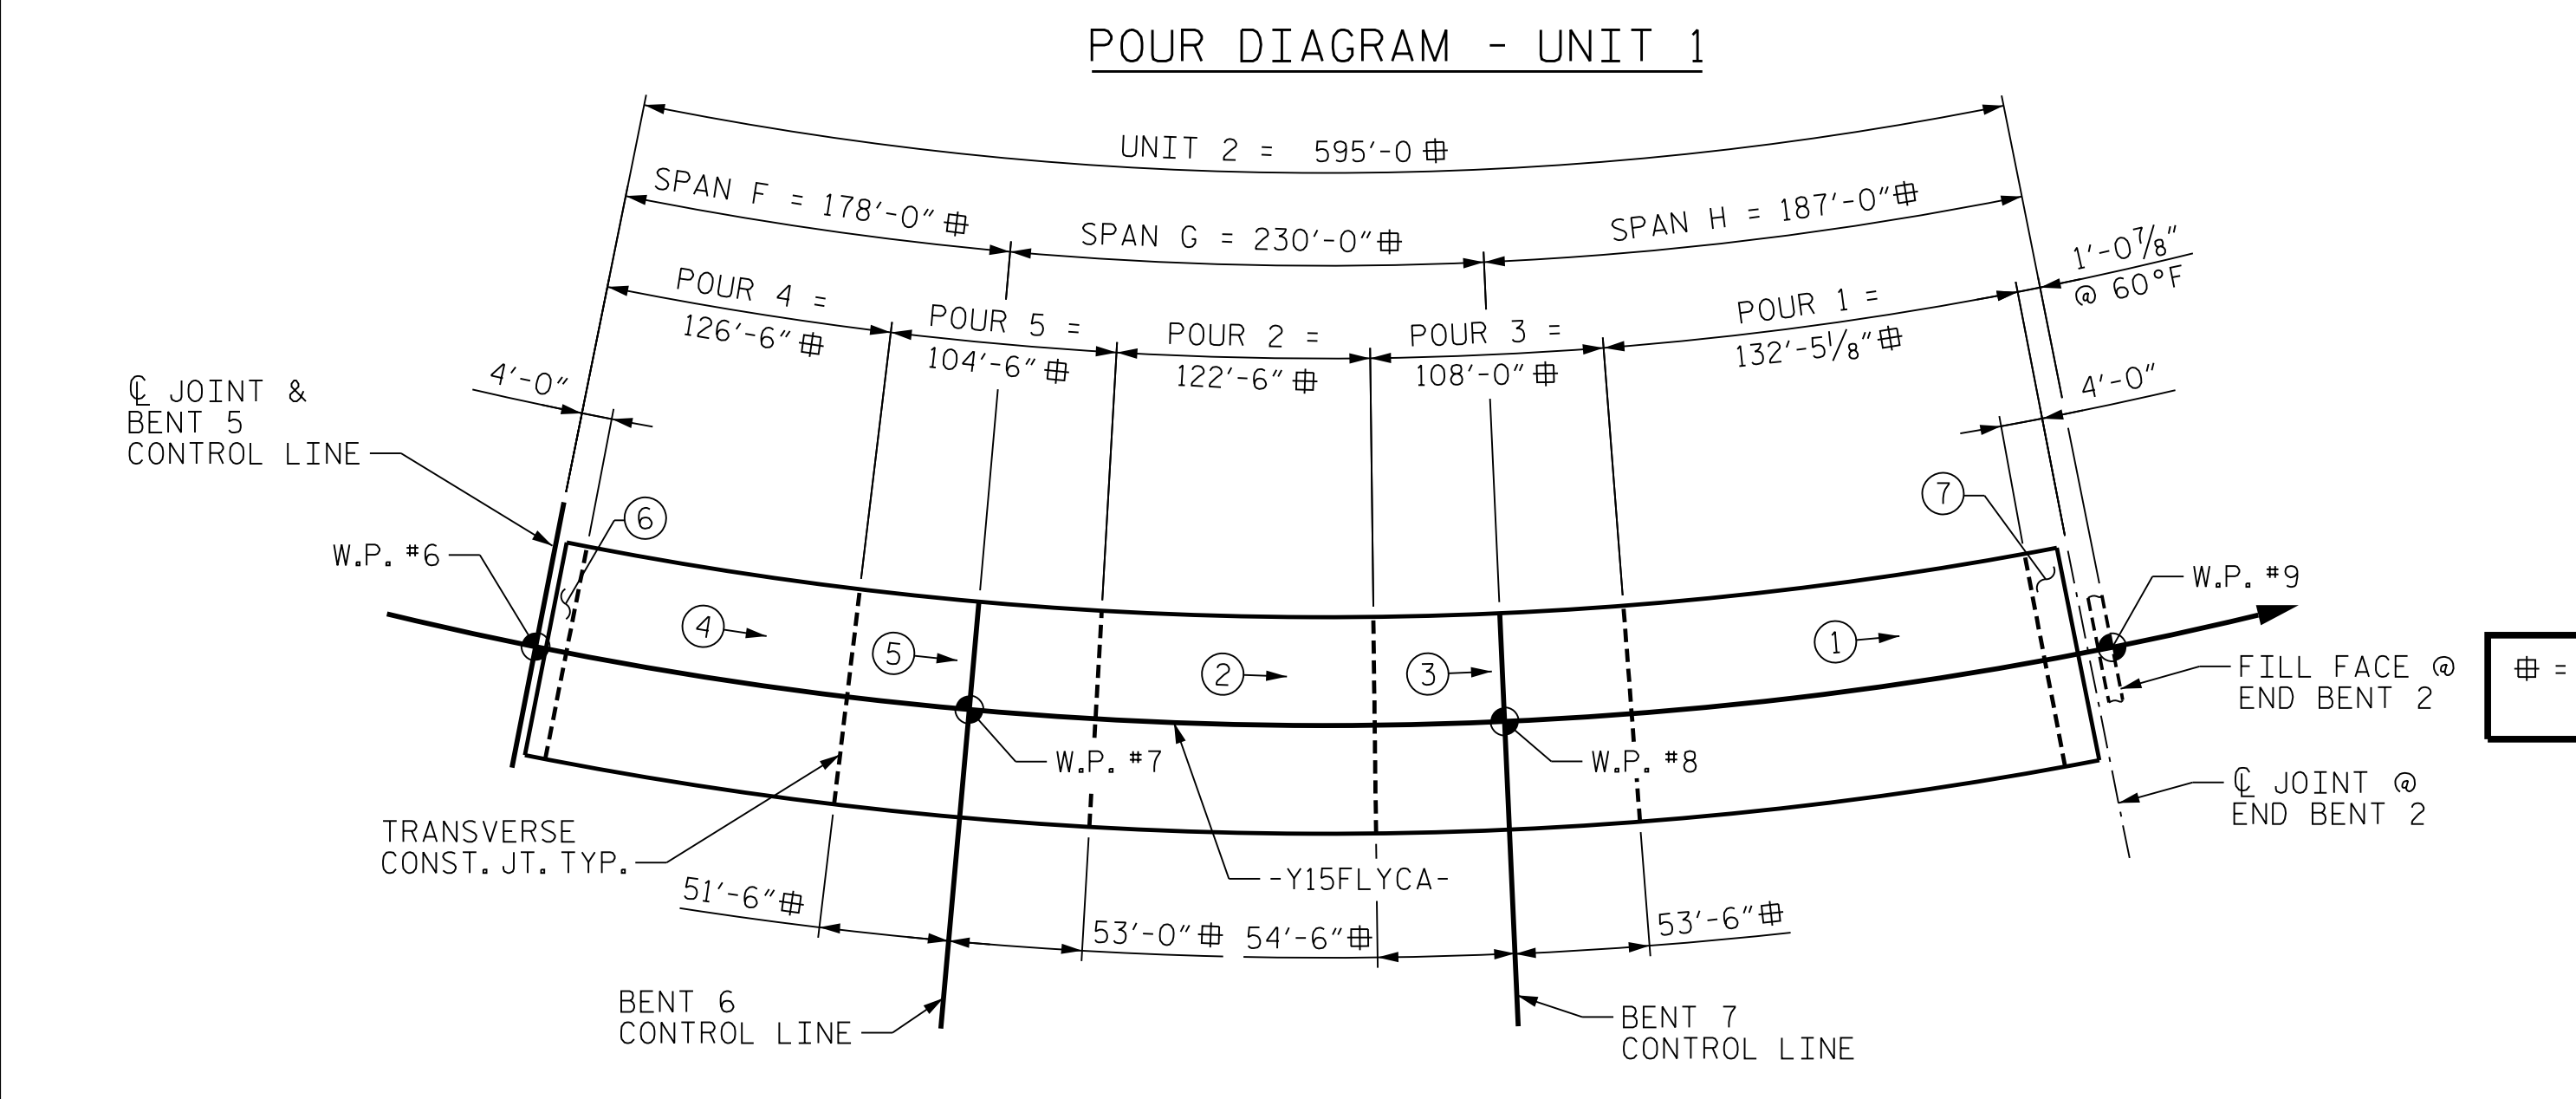 POUR DIAGRAM - UNIT 1
UNIT 2 = 595'-0 ⌗
SPAN F = 178'-0" ⌗
SPAN G = 230'-0" ⌗
SPAN H = 187'-0" ⌗
POUR 4 =
126'-6" ⌗
POUR 5 =
104'-6" ⌗
POUR 2 =
122'-6" ⌗
POUR 3 =
108'-0" ⌗
POUR 1 =
132'-5 1/8" ⌗
1'-0 7/8"
@ 60°F
4'-0"
4'-0"
℄ JOINT &
BENT 5
CONTROL LINE
W.P. #6
6
7
W.P. #9
4
5
2
3
1
FILL FACE @
END BENT 2
⌗ =
W.P. #7
W.P. #8
℄ JOINT @
END BENT 2
TRANSVERSE
CONST. JT. TYP.
-Y15FLYCA-
51'-6" ⌗
53'-0" ⌗
54'-6" ⌗
53'-6" ⌗
BENT 6
CONTROL LINE
BENT 7
CONTROL LINE